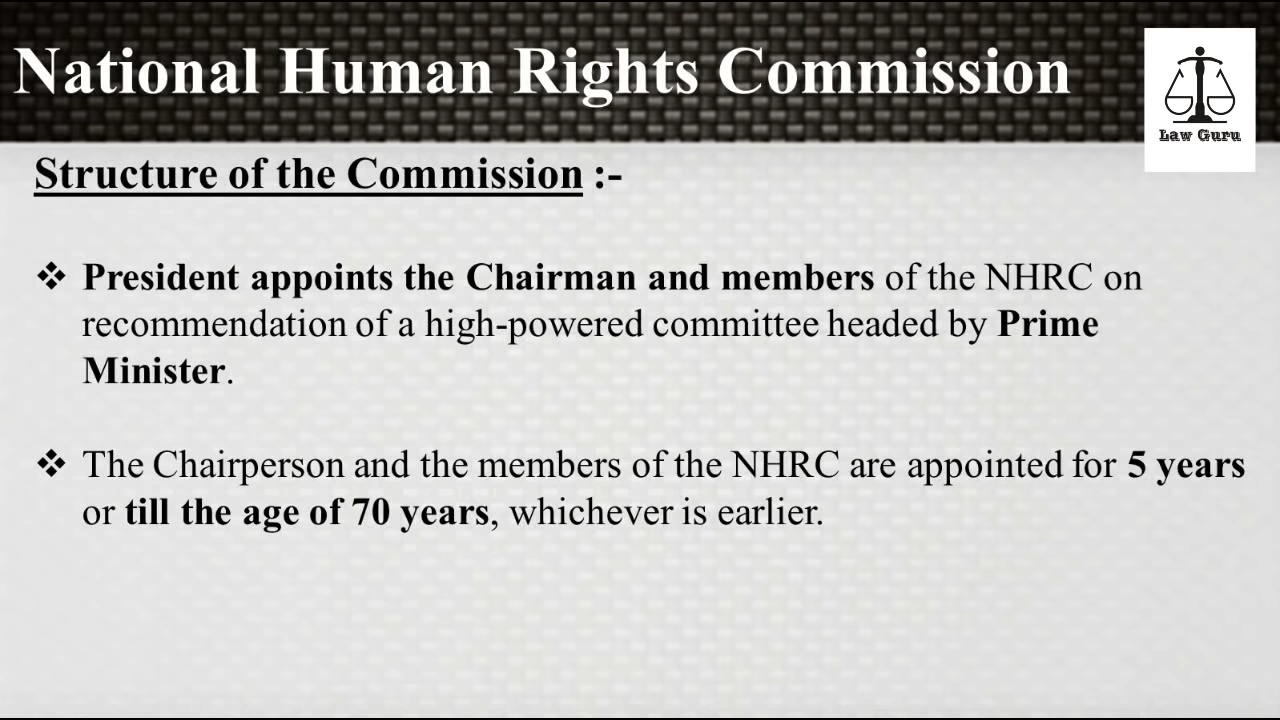 National Human Rights Commission
Law Guru
Structure of the Commission :-
❖ President appoints the Chairman and members of the NHRC on
recommendation of a high-powered committee headed by Prime
Minister.
❖ The Chairperson and the members of the NHRC are appointed for 5 years
or till the age of 70 years, whichever is earlier.